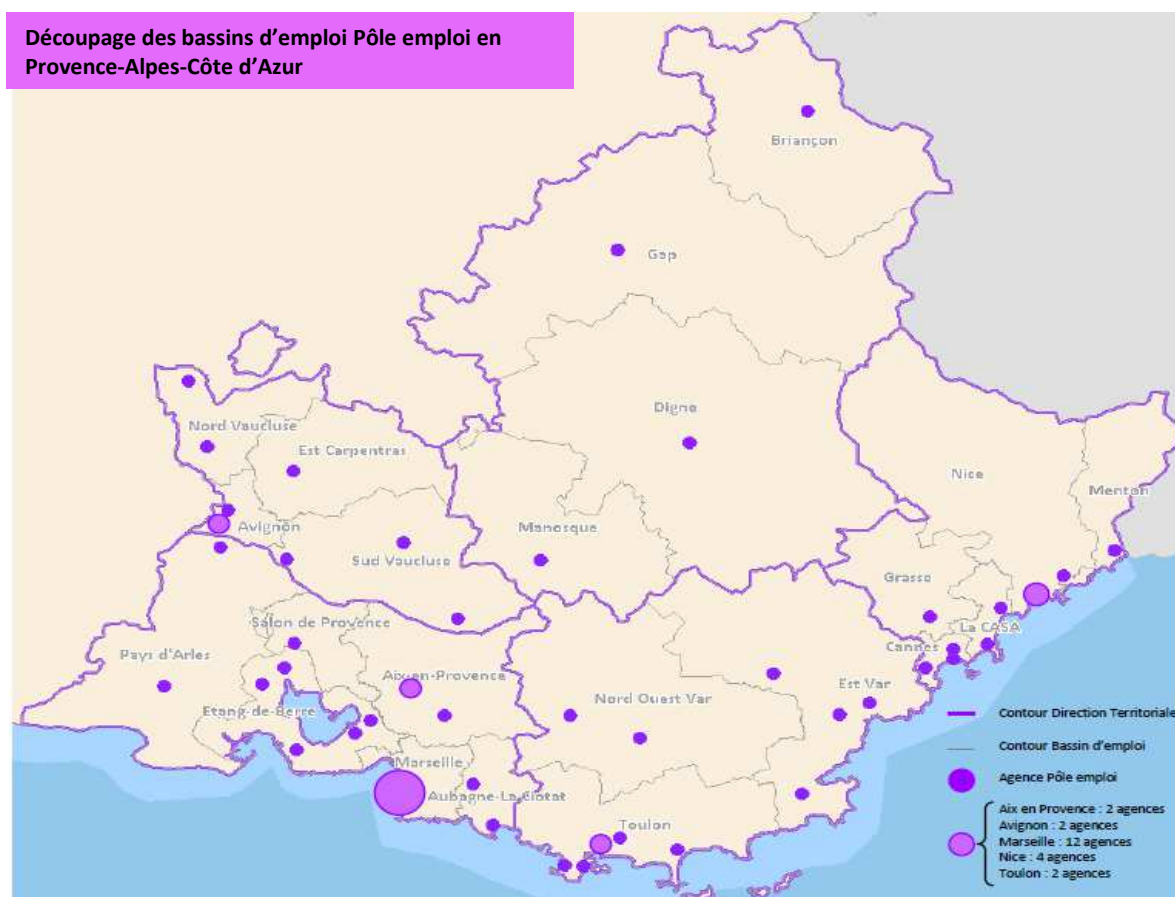 Découpage des bassins d'emploi Pôle emploi en
Provence-Alpes-Côte d'Azur
Briançon
Gap
Digne
Nord Vaucluse
Est Carpentras
Nice
Menton
Avignon
Manosque
Sud Vaucluse
Grasse
Salon de Provence
La CASA
Pays d'Arles
Cannes
Aix-en-Provence
Est Var
Nord Ouest Var
Etang-de-Berre
Marseille
Aubagne-La Ciotat
Toulon
Contour Direction Territoriale
Contour Bassin d'emploi
Agence Pôle emploi
Aix en Provence : 2 agences
Avignon : 2 agences
Marseille : 12 agences
Nice : 4 agences
Toulon : 2 agences